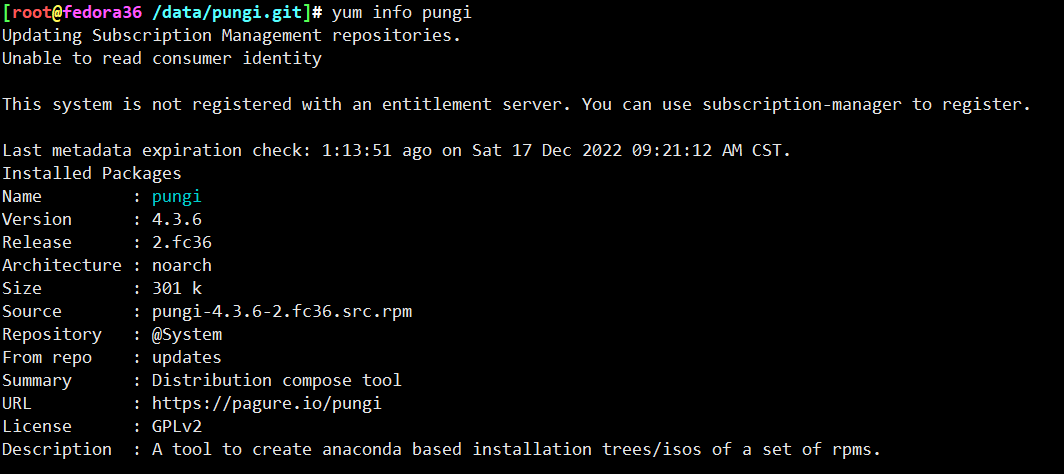 [root@fedora36 /data/pungi.git]# yum info pungi
Updating Subscription Management repositories.
Unable to read consumer identity
This system is not registered with an entitlement server. You can use subscription-manager to register.
Last metadata expiration check: 1:13:51 ago on Sat 17 Dec 2022 09:21:12 AM CST.
Installed Packages
Name         : pungi
Version      : 4.3.6
Release      : 2.fc36
Architecture : noarch
Size         : 301 k
Source       : pungi-4.3.6-2.fc36.src.rpm
Repository   : @System
From repo    : updates
Summary      : Distribution compose tool
URL          : https://pagure.io/pungi
License      : GPLv2
Description  : A tool to create anaconda based installation trees/isos of a set of rpms.